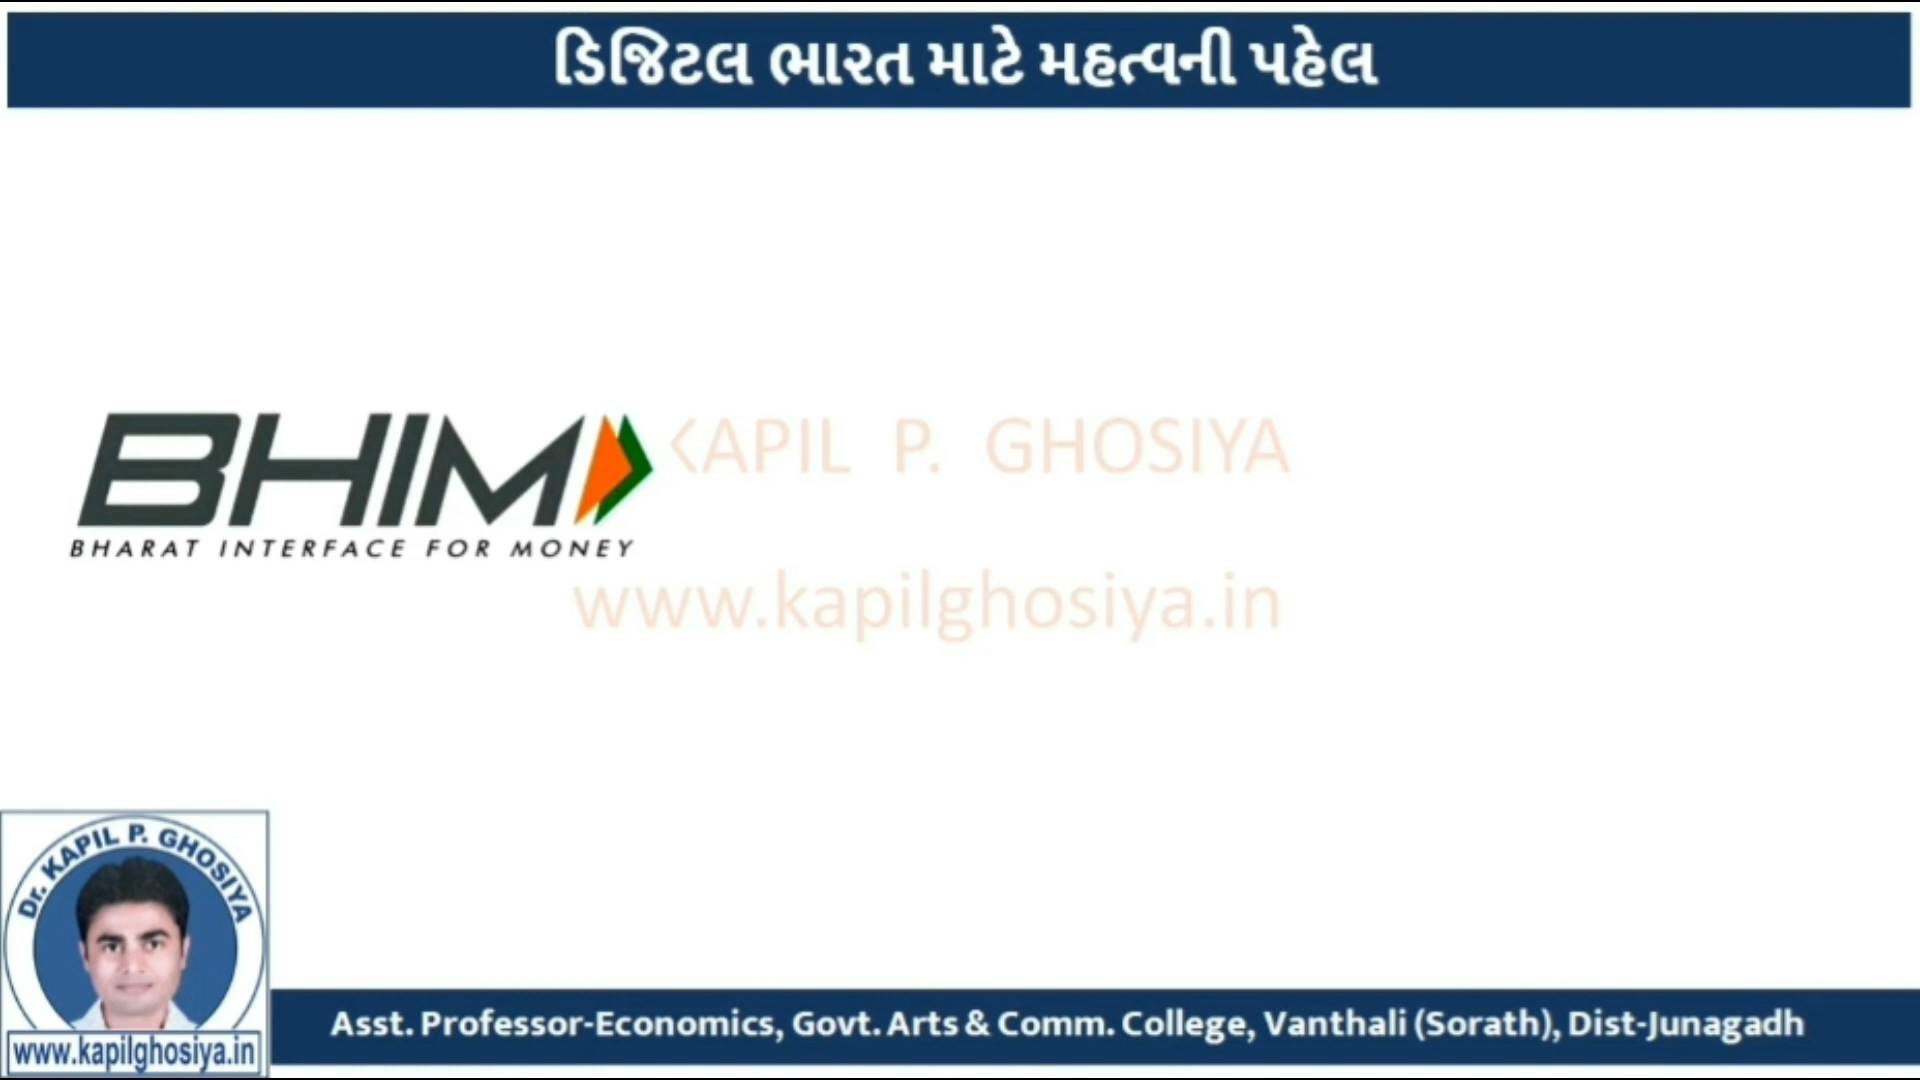 ડિજિટલ ભારત માટે મહત્વની પહેલ
BHIM
BHARAT INTERFACE FOR MONEY
KAPIL P. GHOSIYA
www.kapilghosiya.in
Dr. KAPIL P. GHOSIYA
www.kapilghosiya.in
Asst. Professor-Economics, Govt. Arts & Comm. College, Vanthali (Sorath), Dist-Junagadh